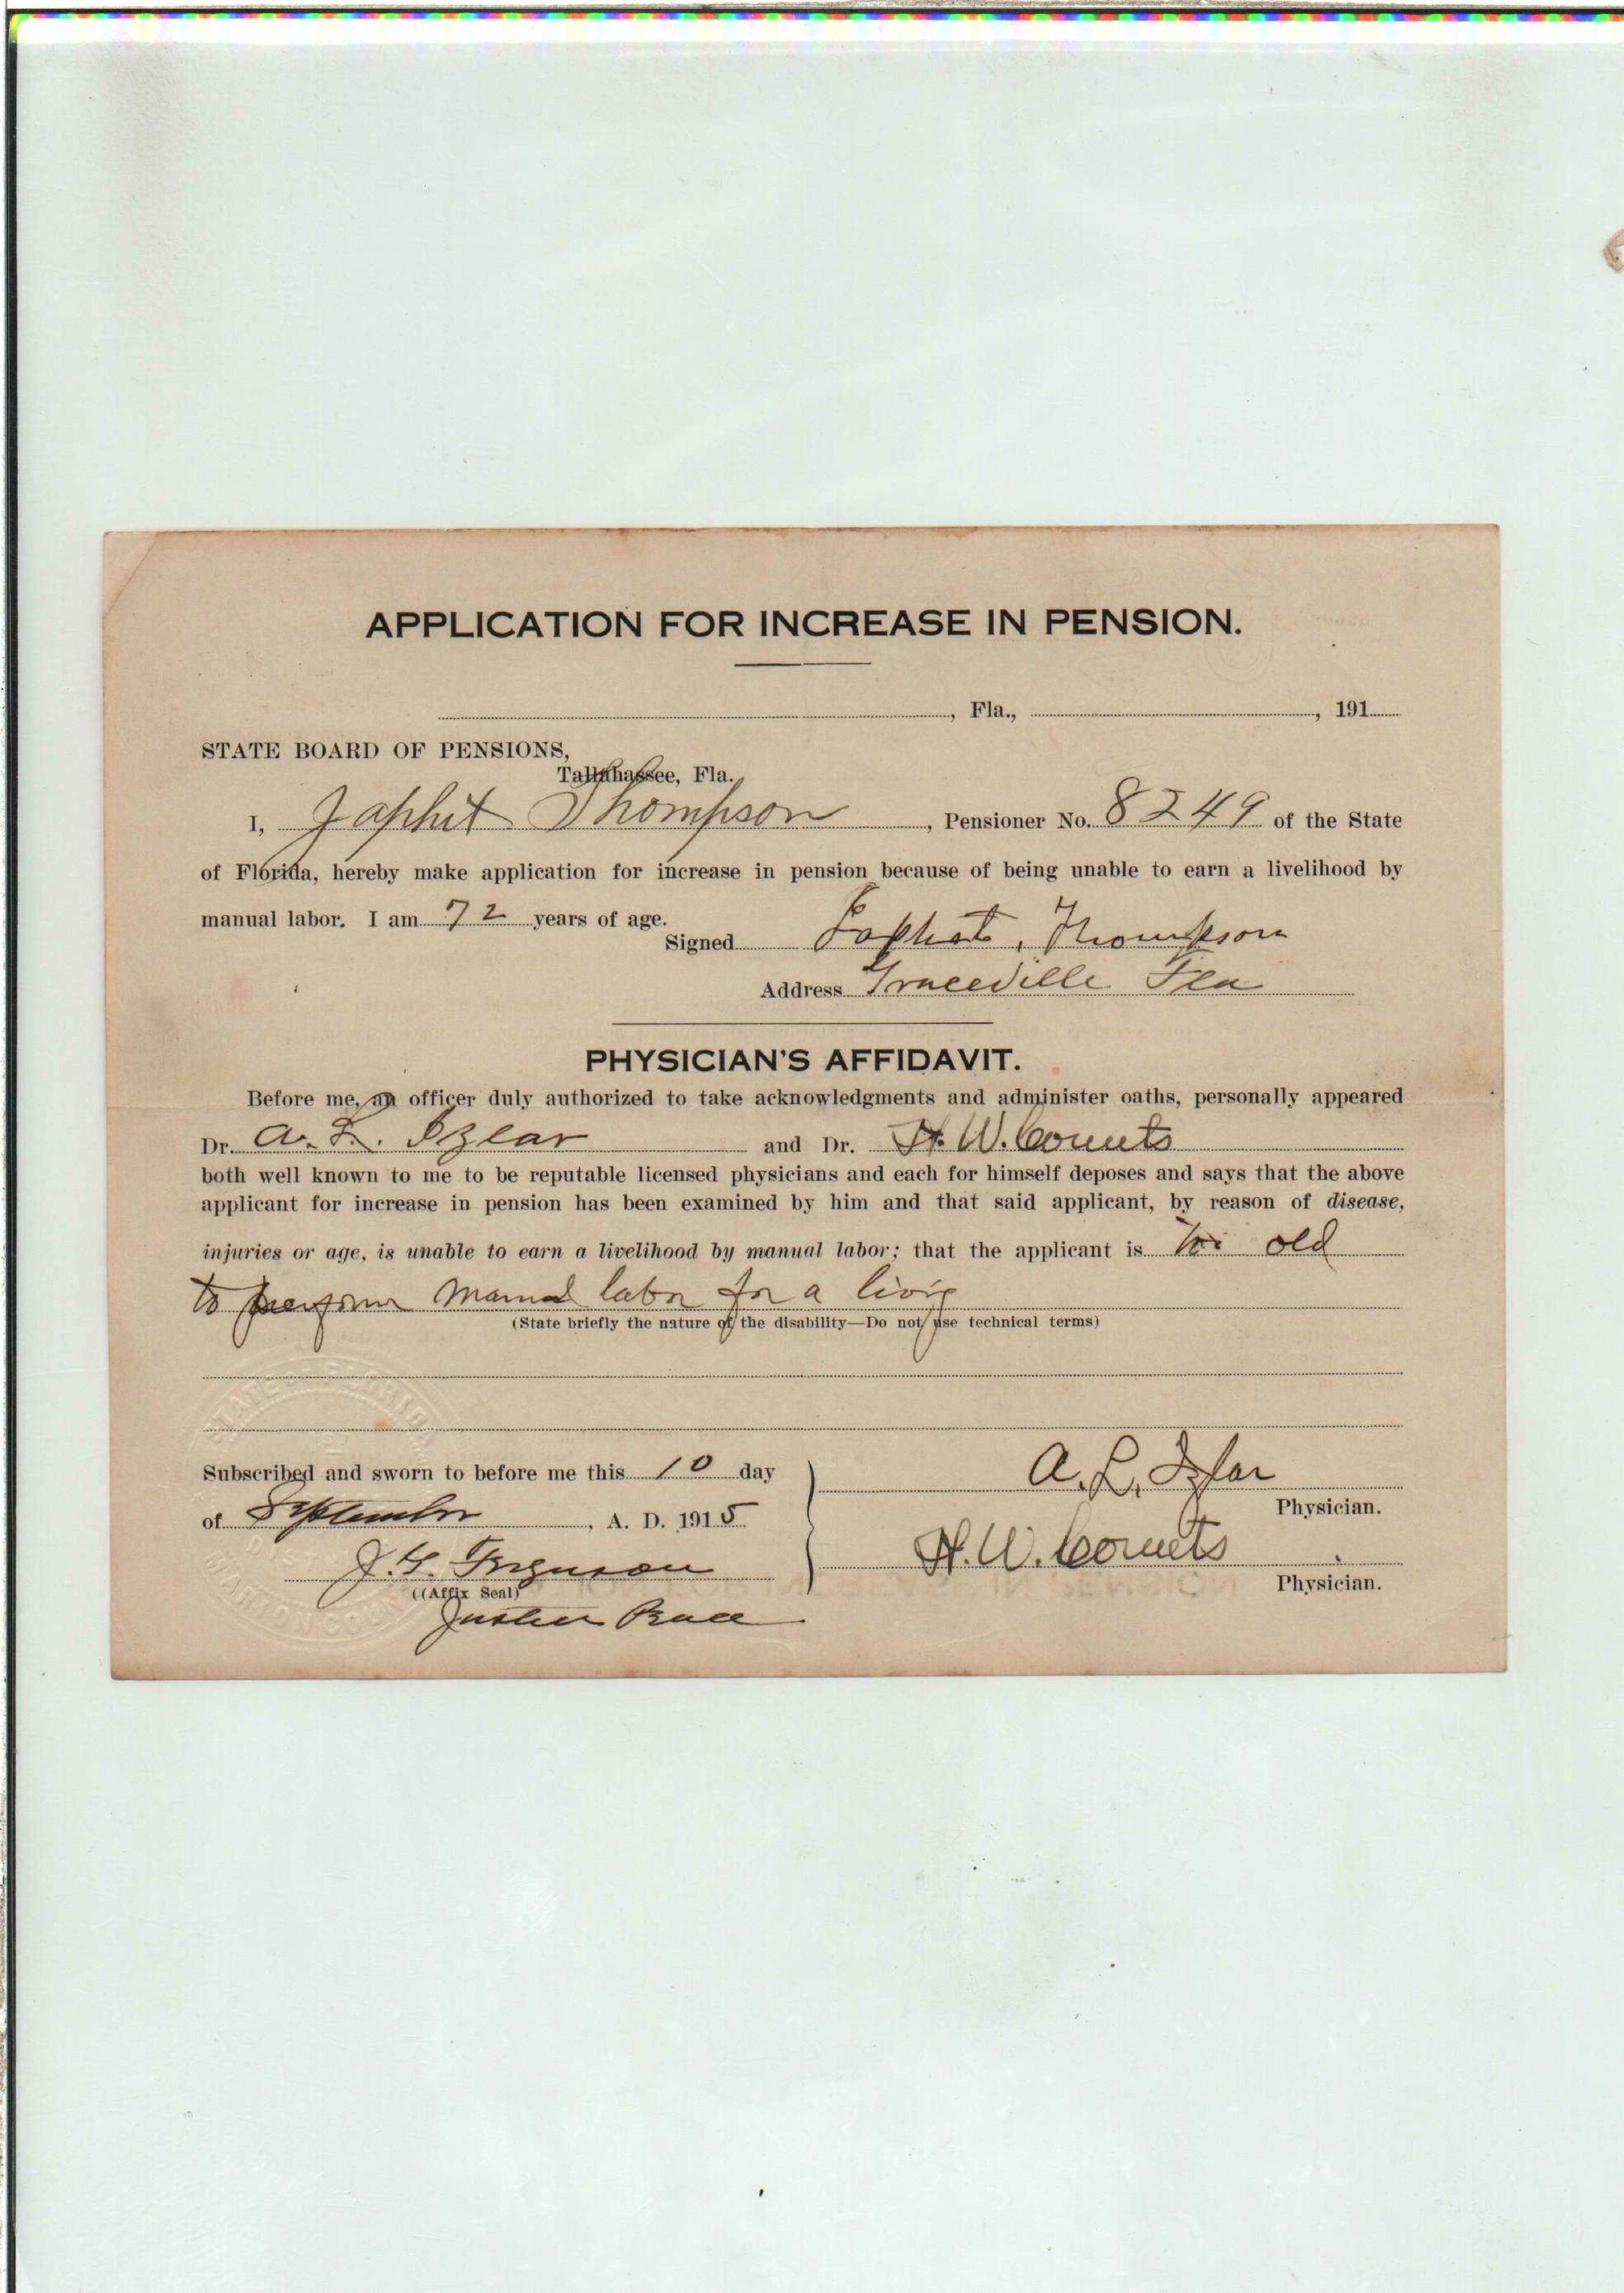 APPLICATION FOR INCREASE IN PENSION.
, Fla., , 191
STATE BOARD OF PENSIONS,
Tallahassee, Fla.
I, Japhit Thompson, Pensioner No. 8249 of the State
of Florida, hereby make application for increase in pension because of being unable to earn a livelihood by
manual labor. I am 72 years of age.
Signed Japhet, Thompson
Address Graceville Fla
PHYSICIAN'S AFFIDAVIT.
Before me, an officer duly authorized to take acknowledgments and administer oaths, personally appeared
Dr. A. L. Izlar and Dr. H. W. Counts
both well known to me to be reputable licensed physicians and each for himself deposes and says that the above
applicant for increase in pension has been examined by him and that said applicant, by reason of disease,
injuries or age, is unable to earn a livelihood by manual labor; that the applicant is too old
to perform manual labor for a livig
(State briefly the nature of the disability—Do not use technical terms)
Subscribed and sworn to before me this 10 day
of September, A. D. 1915
A. L. Izlar
Physician.
J. G. Ferguson
((Affix Seal)
H. W. Counts
Physician.
Justice Peace